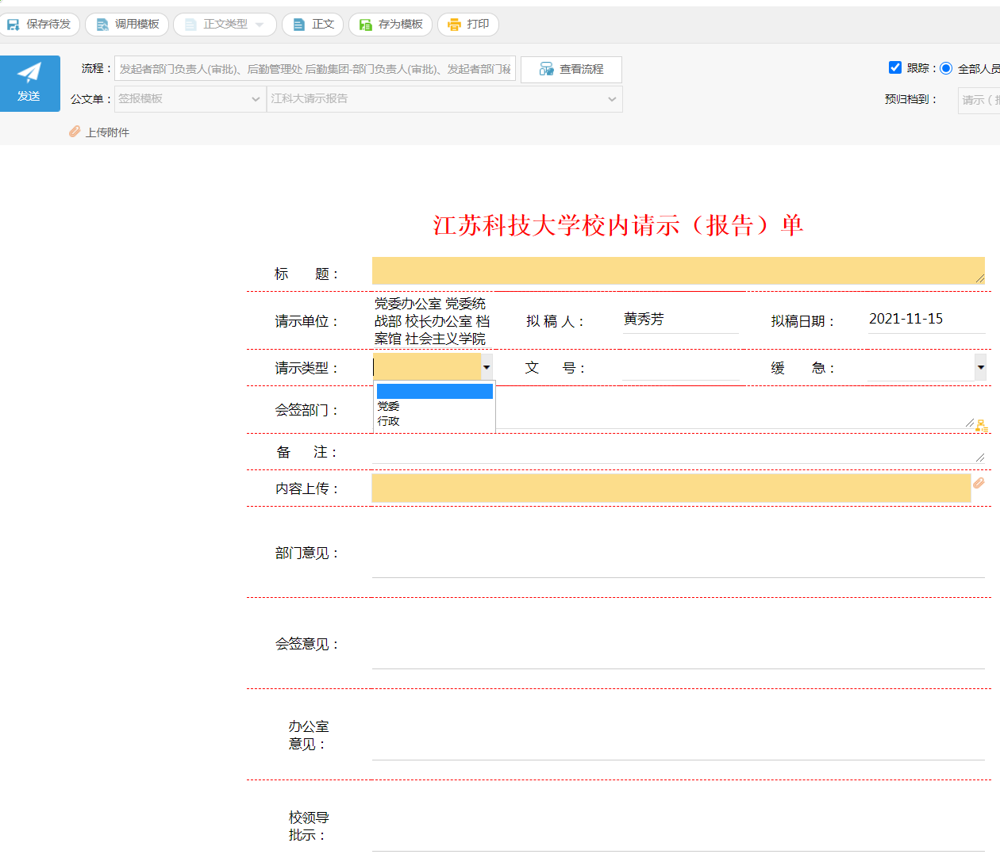 保存待发 调用模板 正文类型 正文 存为模板 打印
发送
流程： 发起者部门负责人(审批)、后勤管理处 后勤集团-部门负责人(审批)、发起者部门秘 查看流程 跟踪： 全部人员
公文单： 签报模板 江科大请示报告 预归档到： 请示（报
上传附件
江苏科技大学校内请示（报告）单
标 题：
请示单位： 党委办公室 党委统
战部 校长办公室 档
案馆 社会主义学院
拟 稿 人： 黄秀芳 拟稿日期： 2021-11-15
请示类型： 文 号： 缓 急：
党委
行政
会签部门：
备 注：
内容上传：
部门意见：
会签意见：
办公室
意见：
校领导
批示：